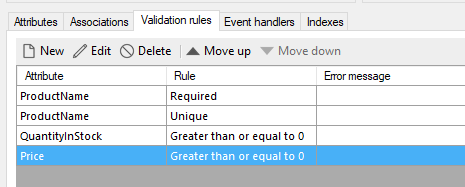 Attributes Associations Validation rules Event handlers Indexes
New Edit Delete Move up Move down
Attribute Rule Error message
ProductName Required
ProductName Unique
QuantityInStock Greater than or equal to 0
Price Greater than or equal to 0